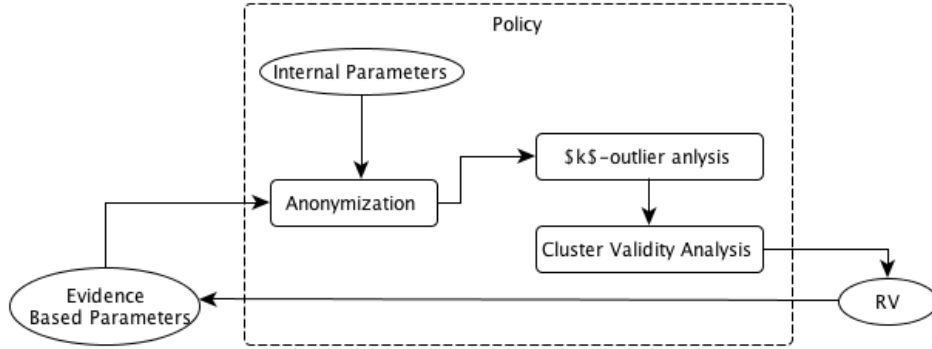 Policy
Internal Parameters
$k$-outlier anlysis
Anonymization
Cluster Validity Analysis
Evidence
Based Parameters
RV